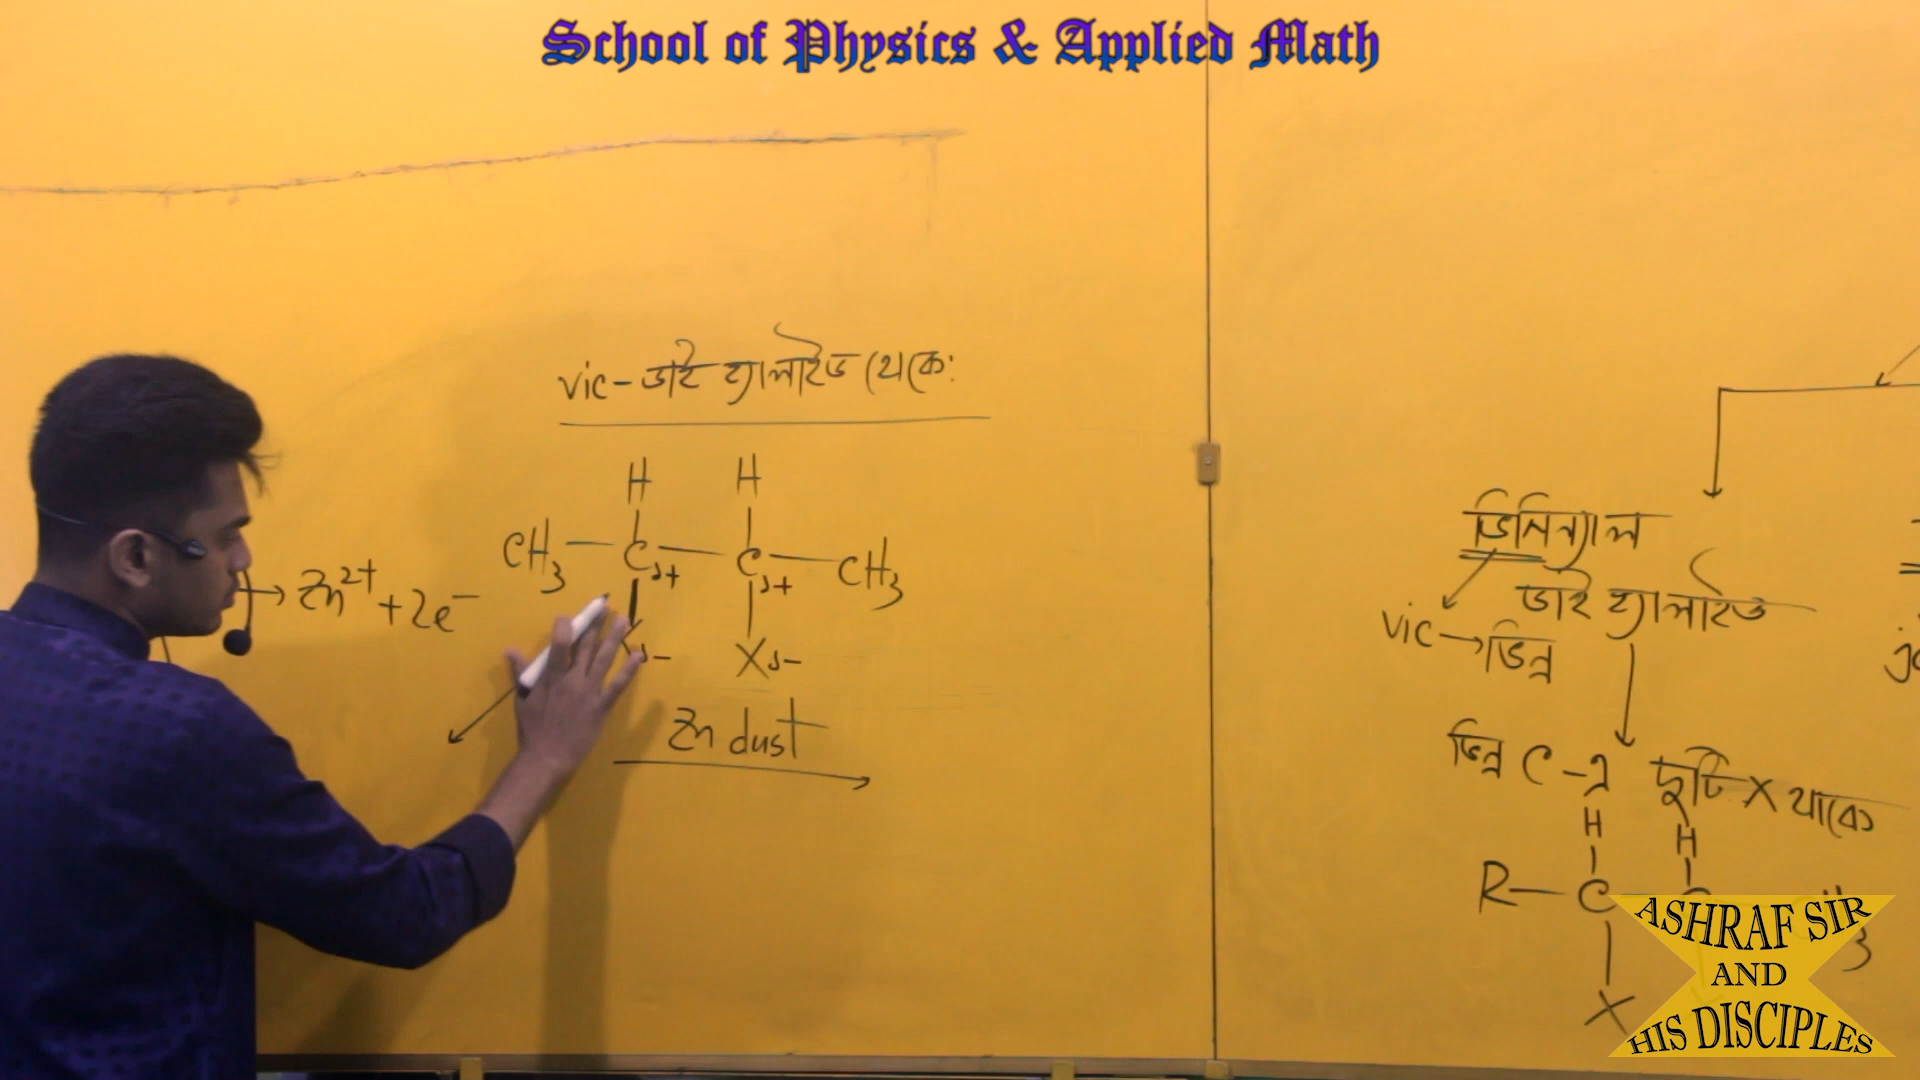 School of Physics & Applied Math
vic-ডাই হ্যালাইড থেকে:
H H
CH3 — C — C — CH3
δ+ δ+
→ Zn2+ + 2e−
Xδ− Xδ−
Zn dust
ভিসিন্যাল
ডাই হ্যালাইড
vic → ভিন্ন
ভিন্ন C -এ দুটি X থাকে
H H
R — C
3
X
ASHRAF SIR
AND
HIS DISCIPLES